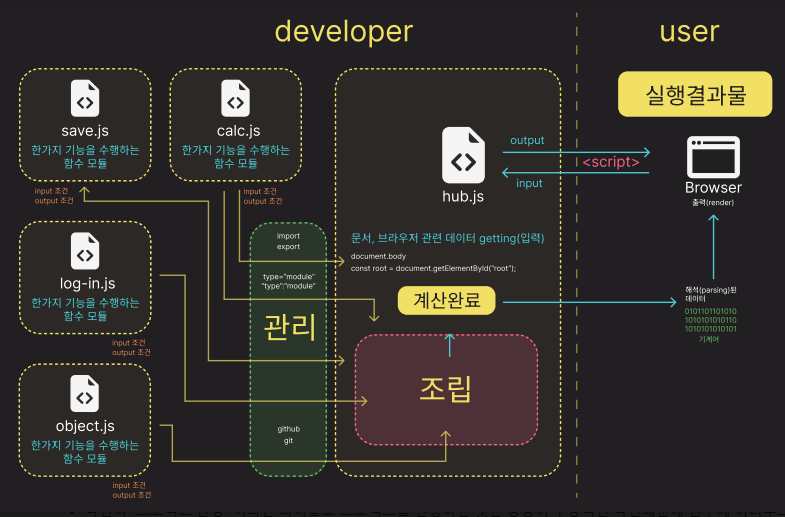 developer
user
save.js
한가지 기능을 수행하는
함수 모듈
input 조건
output 조건
calc.js
한가지 기능을 수행하는
함수 모듈
input 조건
output 조건
log-in.js
한가지 기능을 수행하는
함수 모듈
input 조건
output 조건
object.js
한가지 기능을 수행하는
함수 모듈
input 조건
output 조건
import
export
type="module"
"type":"module"
관리
github
git
hub.js
문서, 브라우저 관련 데이터 getting(입력)
document.body
const root = document.getElementById("root");
계산완료
조립
output
<script>
input
실행결과물
Browser
출력(render)
해석(parsing)된
데이터
0101101101010
1010101010110
1010101010101
기계어